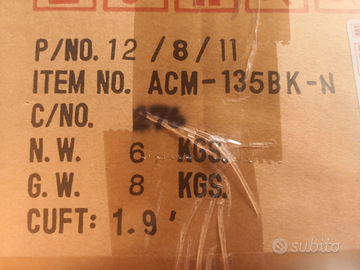 P/NO. 12 / 8 / 11
ITEM NO. ACM-135BK-N
C/NO.
N.W. 6 KGS.
G.W. 8 KGS.
CUFT: 1.9'
subito